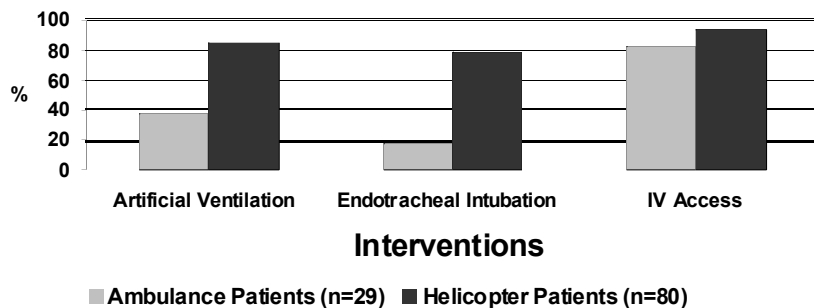 100
80
60
%
40
20
0
Artificial Ventilation Endotracheal Intubation IV Access
Interventions
Ambulance Patients (n=29) Helicopter Patients (n=80)